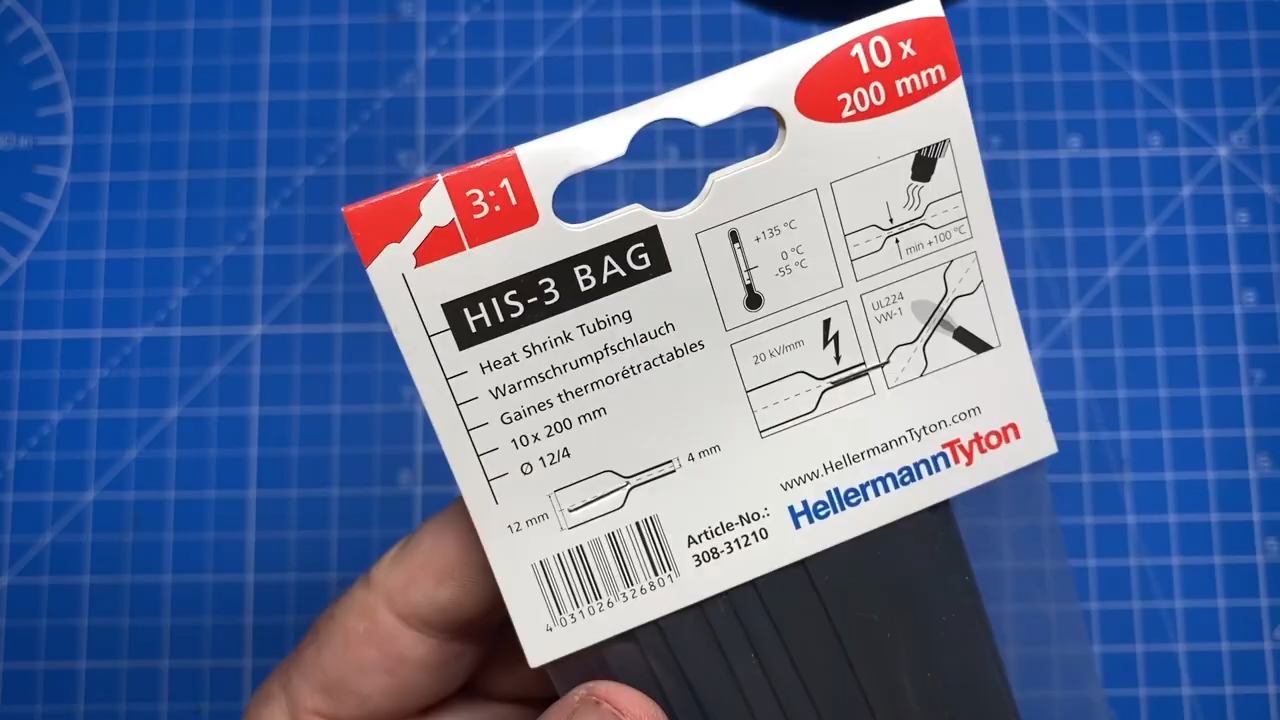 10 x
200 mm
3:1
HIS-3 BAG
Heat Shrink Tubing
Warmschrumpfschlauch
Gaines thermorétractables
10x 200 mm
Ø 12/4
4 mm
12 mm
+135 °C
0 °C
-55 °C
min +100 °C
20 kV/mm
UL224
VW-1
www.HellermannTyton.com
HellermannTyton
Article-No.:
308-31210
4 031026 326801